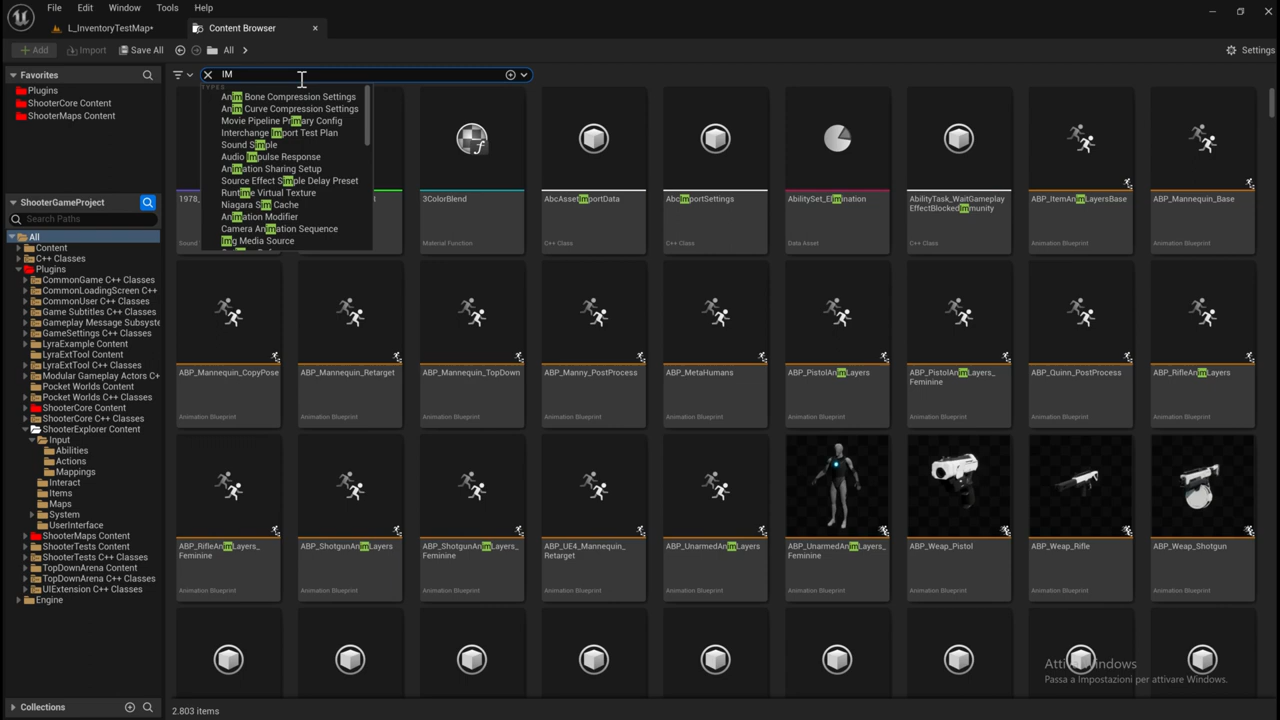 File Edit Window Tools Help
L_InventoryTestMap*
Content Browser
Add Import Save All All Settings
Favorites
Plugins
ShooterCore Content
ShooterMaps Content
ShooterGameProject
Search Paths
All
Content
C++ Classes
Plugins
CommonGame C++ Classes
CommonLoadingScreen C++
CommonUser C++ Classes
Game Subtitles C++ Classes
Gameplay Message Subsyste
GameSettings C++ Classes
LyraExample Content
LyraExtTool Content
LyraExtTool C++ Classes
Modular Gameplay Actors C+
Pocket Worlds Content
Pocket Worlds C++ Classes
ShooterCore Content
ShooterCore C++ Classes
ShooterExplorer Content
Input
Abilities
Actions
Mappings
Interact
Items
Maps
System
UserInterface
ShooterMaps Content
ShooterTests Content
ShooterTests C++ Classes
TopDownArena Content
TopDownArena C++ Classes
UIExtension C++ Classes
Engine
Collections
IM
TYPES
Anim Bone Compression Settings
Anim Curve Compression Settings
Movie Pipeline Primary Config
Interchange Import Test Plan
Sound Simple
Audio Impulse Response
Animation Sharing Setup
Source Effect Simple Delay Preset
Runtime Virtual Texture
Niagara Sim Cache
Animation Modifier
Camera Animation Sequence
Img Media Source
1978_
Sound
3ColorBlend
Material Function
AbcAssetImportData
C++ Class
AbcImportSettings
C++ Class
AbilitySet_Elimination
Data Asset
AbilityTask_WaitGameplay
EffectBlockedImmunity
C++ Class
ABP_ItemAnimLayersBase
Animation Blueprint
ABP_Mannequin_Base
Animation Blueprint
ABP_Mannequin_CopyPose
Animation Blueprint
ABP_Mannequin_Retarget
Animation Blueprint
ABP_Mannequin_TopDown
Animation Blueprint
ABP_Manny_PostProcess
Animation Blueprint
ABP_MetaHumans
Animation Blueprint
ABP_PistolAnimLayers
Animation Blueprint
ABP_PistolAnimLayers_
Feminine
Animation Blueprint
ABP_Quinn_PostProcess
Animation Blueprint
ABP_RifleAnimLayers
Animation Blueprint
ABP_RifleAnimLayers_
Feminine
Animation Blueprint
ABP_ShotgunAnimLayers
Animation Blueprint
ABP_ShotgunAnimLayers_
Feminine
Animation Blueprint
ABP_UE4_Mannequin_
Retarget
Animation Blueprint
ABP_UnarmedAnimLayers
Animation Blueprint
ABP_UnarmedAnimLayers_
Feminine
Animation Blueprint
ABP_Weap_Pistol
Animation Blueprint
ABP_Weap_Rifle
Animation Blueprint
ABP_Weap_Shotgun
Animation Blueprint
Passa a Impostazioni per attivare Windows.
2.803 items